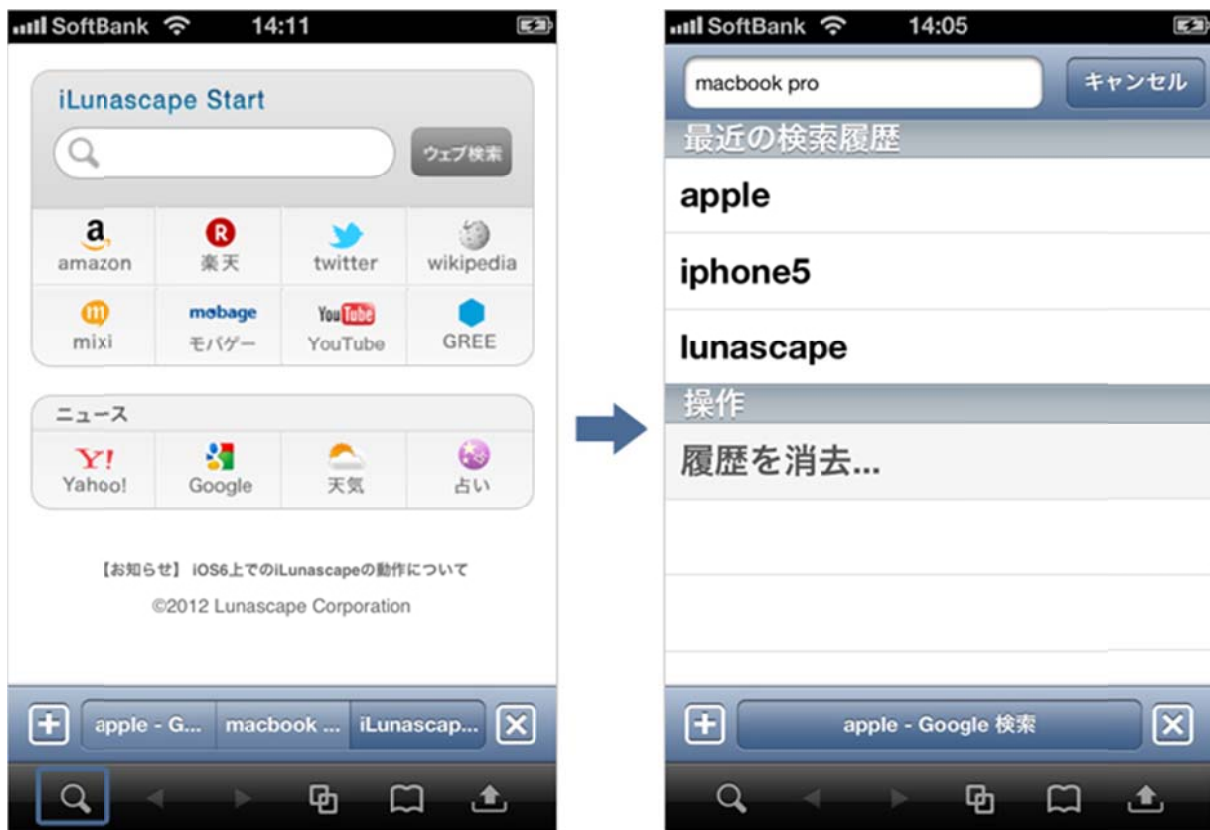 SoftBank 14:11
iLunascape Start
ウェブ検索
a
R
amazon 楽天 twitter wikipedia
m mobage YouTube
mixi モバゲー YouTube GREE
ニュース
Y! g
Yahoo! Google 天気 占い
【お知らせ】 iOS6上でのiLunascapeの動作について
©2012 Lunascape Corporation
apple - G... macbook ... iLunascap...
SoftBank 14:05
macbook pro キャンセル
最近の検索履歴
apple
iphone5
lunascape
操作
履歴を消去...
apple - Google 検索